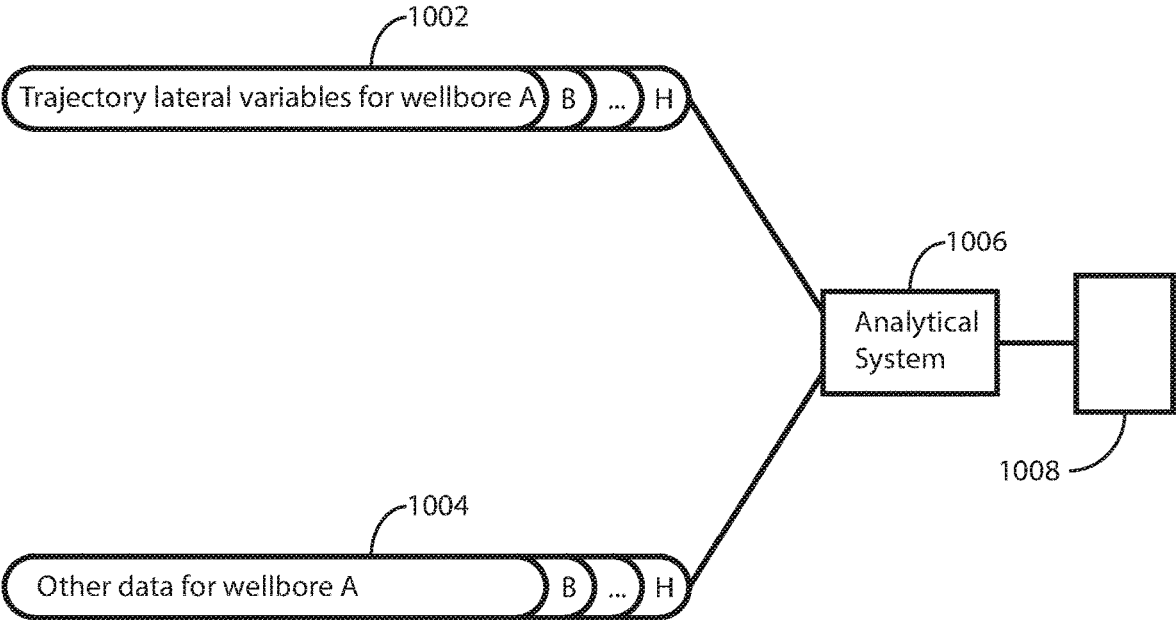 1002
Trajectory lateral variables for wellbore A B ... H
1006
Analytical
System
1008
1004
Other data for wellbore A B ... H